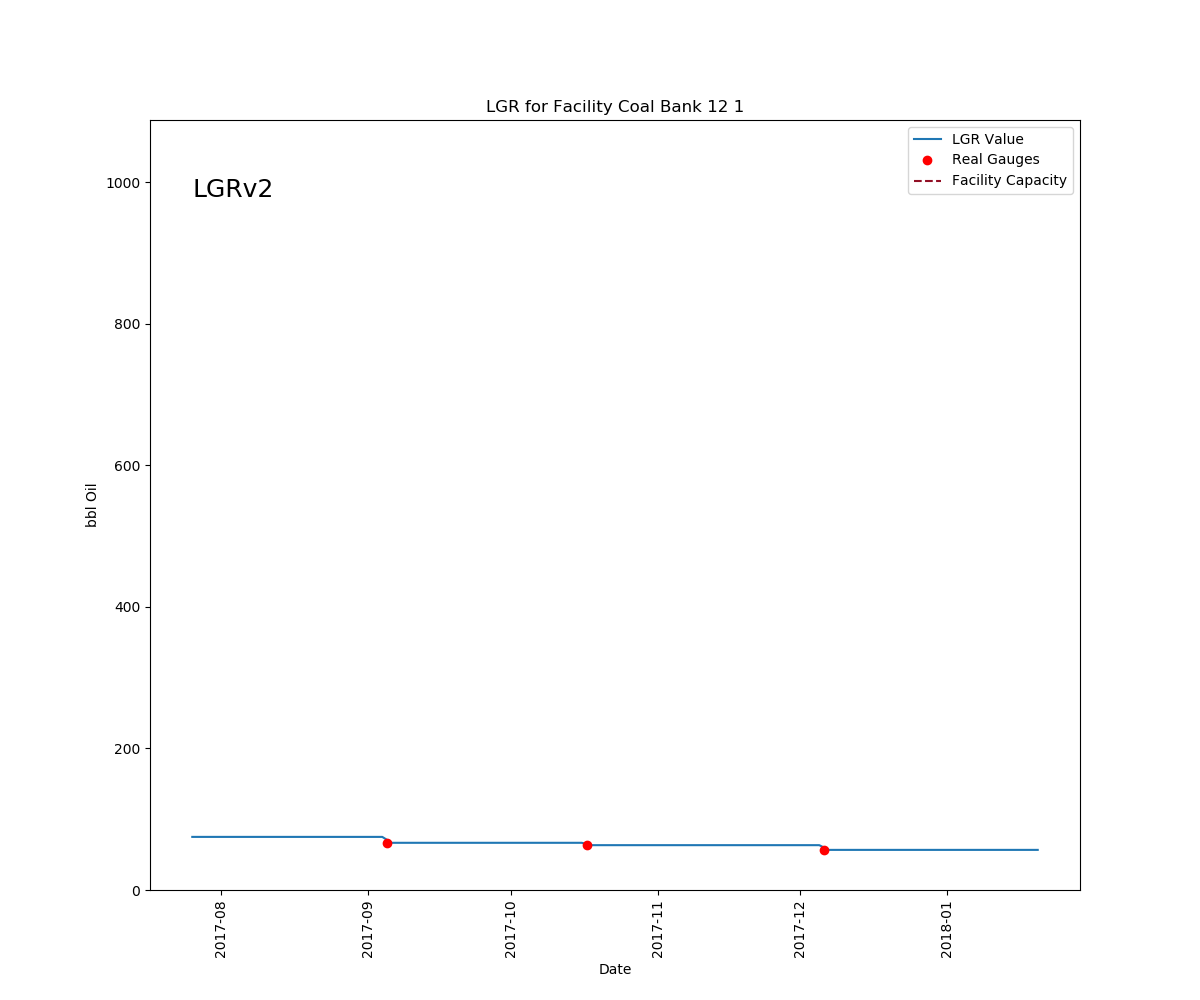 LGR for Facility Coal Bank 12 1
LGR Value
Real Gauges
Facility Capacity
LGRv2
1000
800
600
400
200
0
bbl Oil
2017-08
2017-09
2017-10
2017-11
2017-12
2018-01
Date